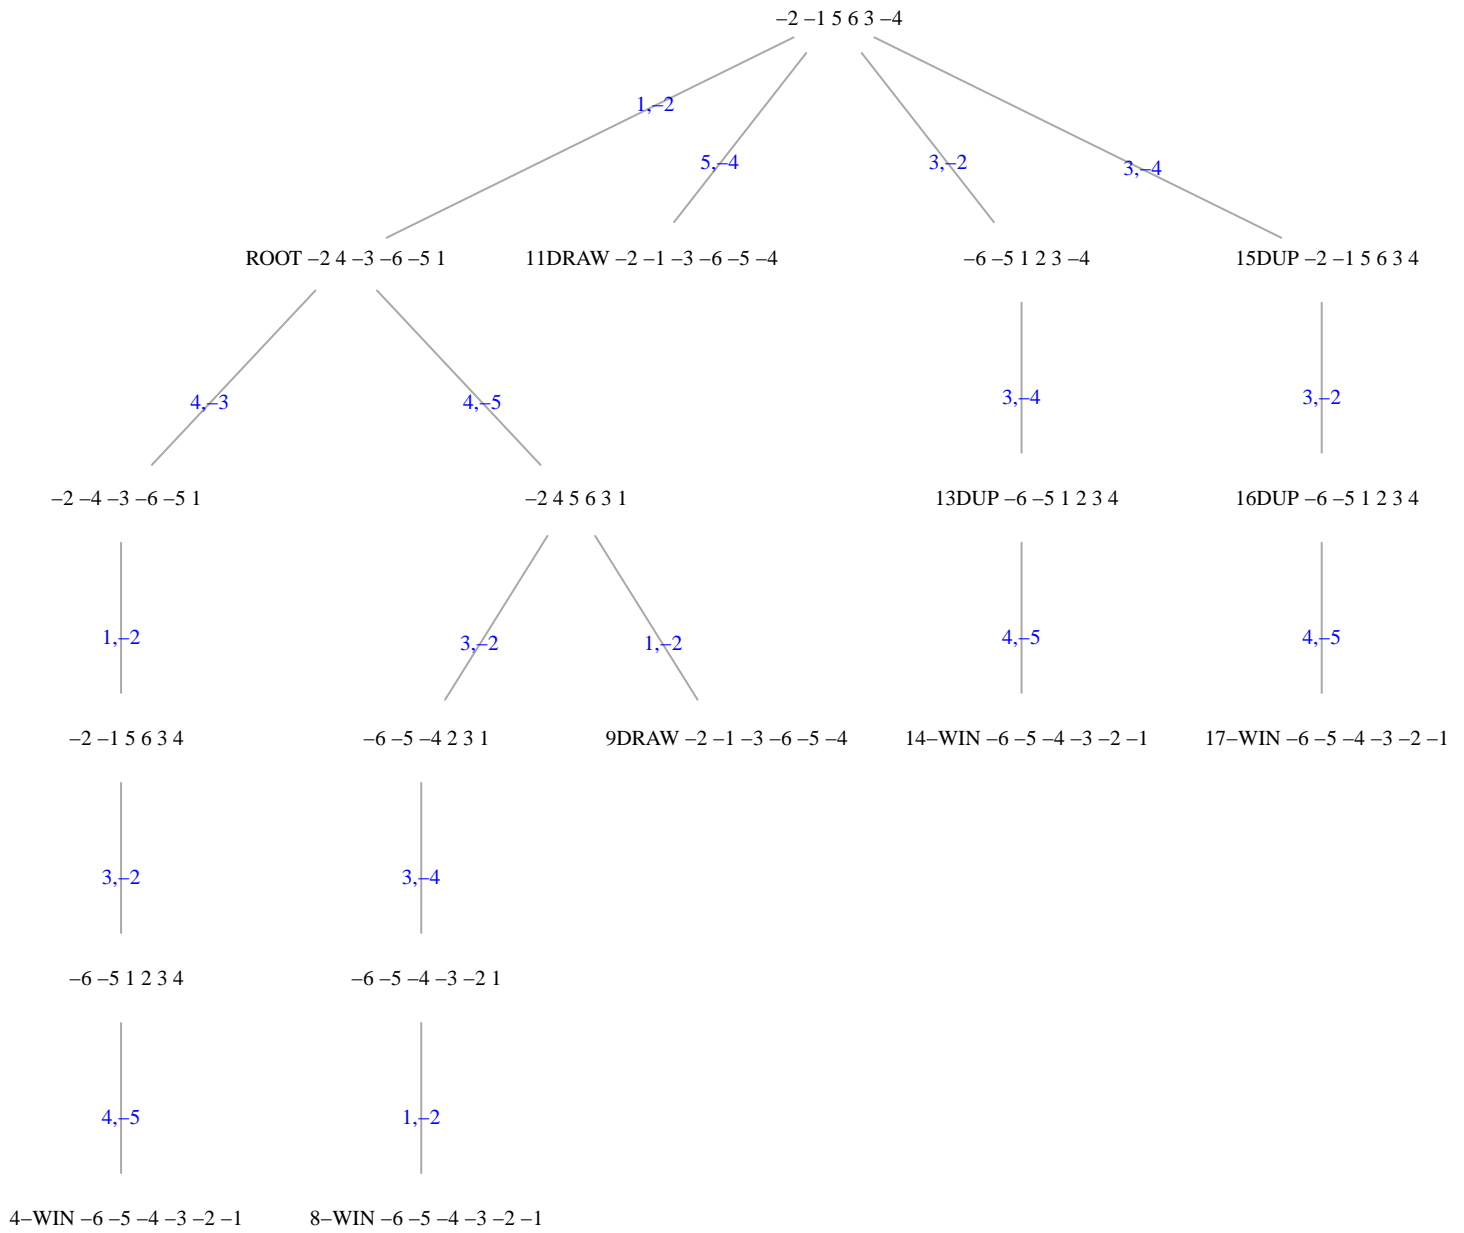 –2 –1 5 6 3 –4
1,–2
5,–4
3,–2
3,–4
ROOT –2 4 –3 –6 –5 1
11DRAW –2 –1 –3 –6 –5 –4
–6 –5 1 2 3 –4
15DUP –2 –1 5 6 3 4
4,–3
4,–5
3,–4
3,–2
–2 –4 –3 –6 –5 1
–2 4 5 6 3 1
13DUP –6 –5 1 2 3 4
16DUP –6 –5 1 2 3 4
1,–2
3,–2
1,–2
4,–5
4,–5
–2 –1 5 6 3 4
–6 –5 –4 2 3 1
9DRAW –2 –1 –3 –6 –5 –4
14–WIN –6 –5 –4 –3 –2 –1
17–WIN –6 –5 –4 –3 –2 –1
3,–2
3,–4
–6 –5 1 2 3 4
–6 –5 –4 –3 –2 1
4,–5
1,–2
4–WIN –6 –5 –4 –3 –2 –1
8–WIN –6 –5 –4 –3 –2 –1